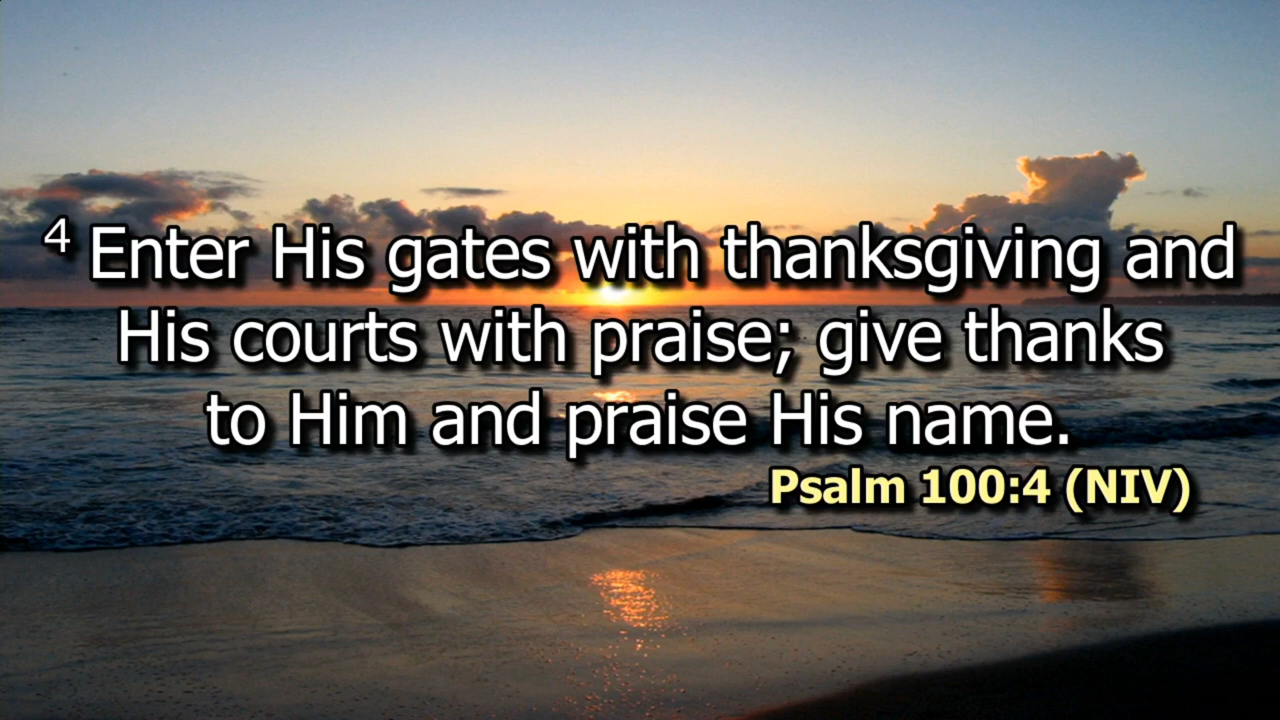 4 Enter His gates with thanksgiving and
His courts with praise; give thanks
to Him and praise His name.
Psalm 100:4 (NIV)